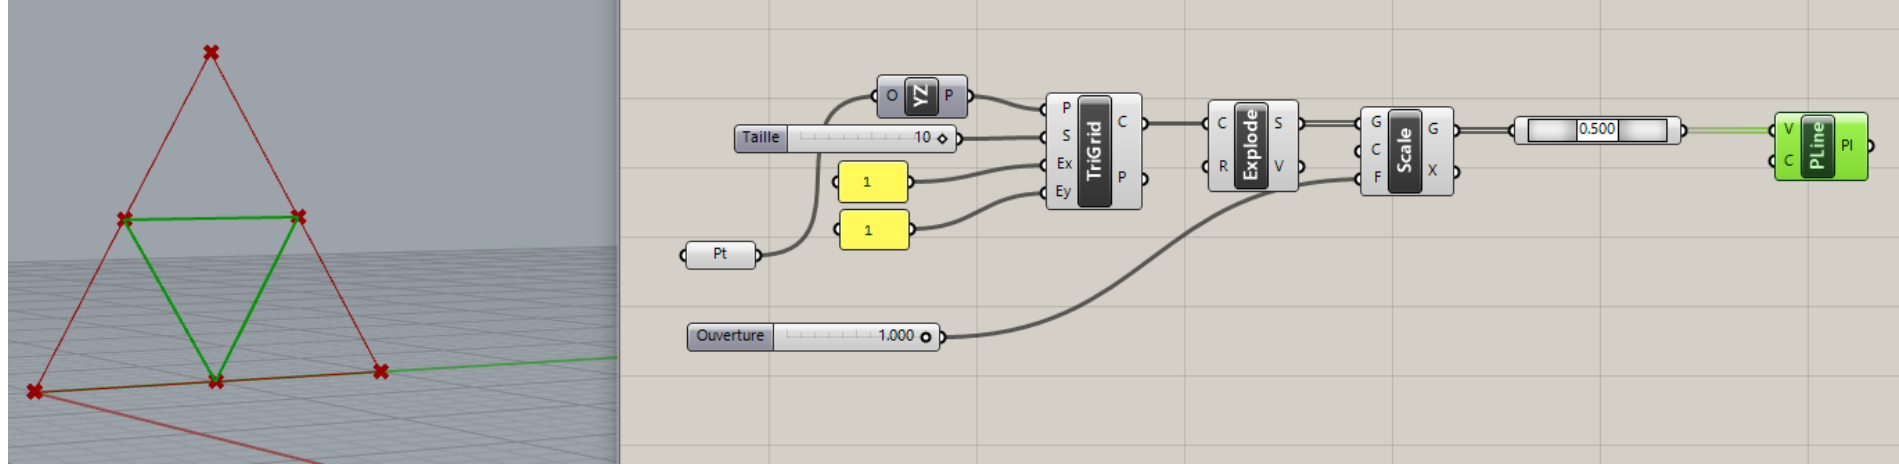 O YZ P
Taille 10
1
1
Pt
Ouverture 1.000
P S Ex Ey TriGrid C P
C R Explode S V
G C F Scale G X
0.500
V C PLine Pl